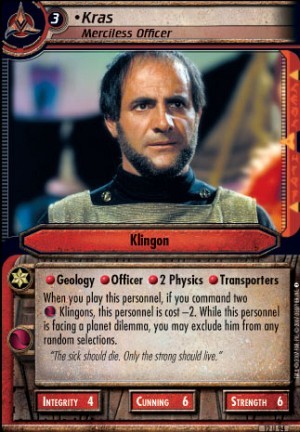 3 •Kras
Merciless Officer
Klingon
• Geology • Officer • 2 Physics • Transporters
When you play this personnel, if you command two
Klingons, this personnel is cost –2. While this personnel
is facing a planet dilemma, you may exclude him from any
random selections.
"The sick should die. Only the strong should live."
INTEGRITY 4 CUNNING 6 STRENGTH 6